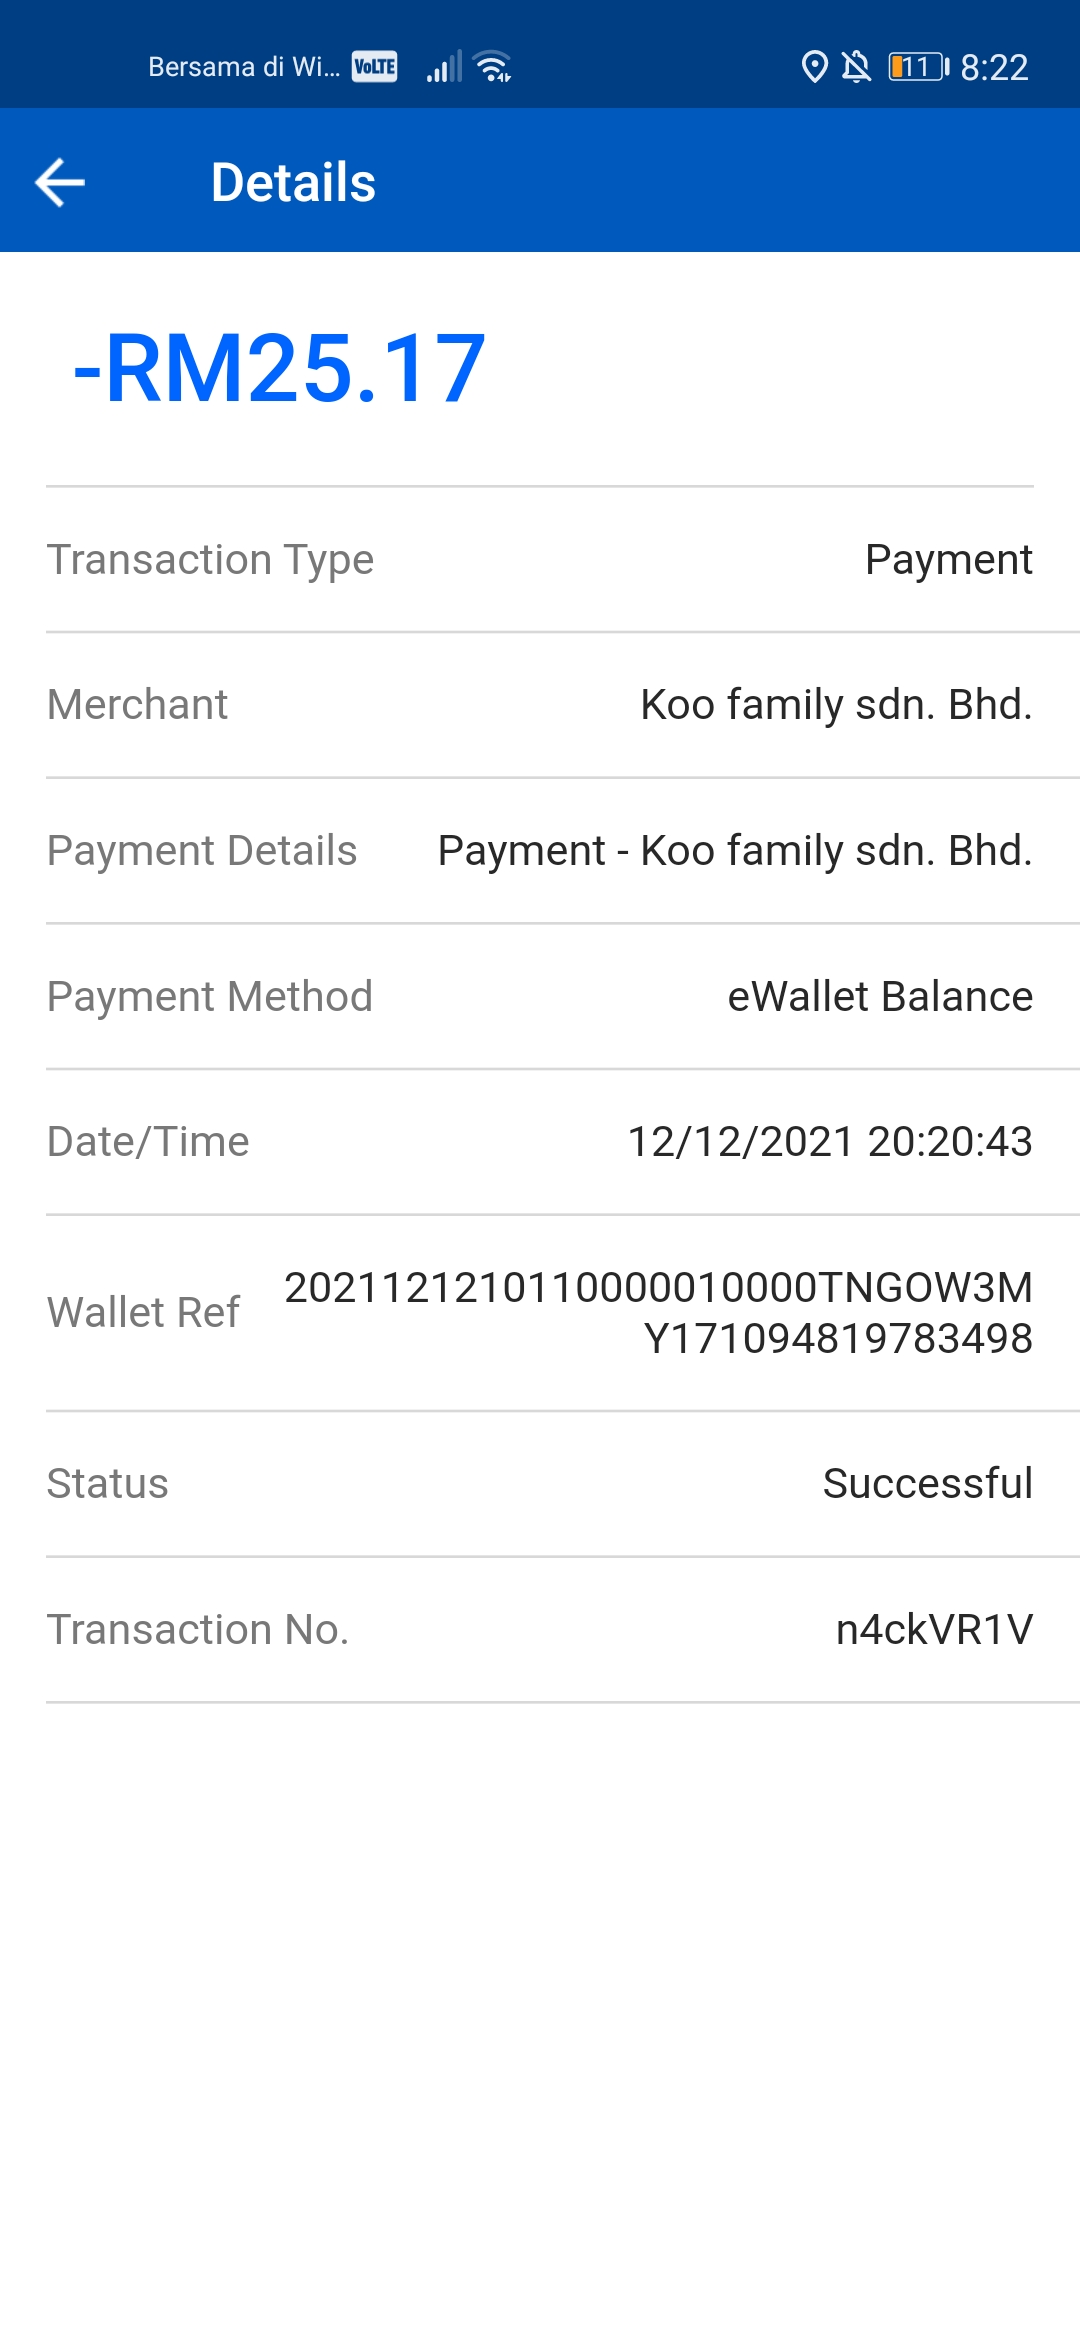 Bersama di Wi... VoLTE 11 8:22
Details
-RM25.17
Transaction Type Payment
Merchant Koo family sdn. Bhd.
Payment Details Payment - Koo family sdn. Bhd.
Payment Method eWallet Balance
Date/Time 12/12/2021 20:20:43
Wallet Ref 20211212101100000010000TNGOW3M
Y171094819783498
Status Successful
Transaction No. n4ckVR1V